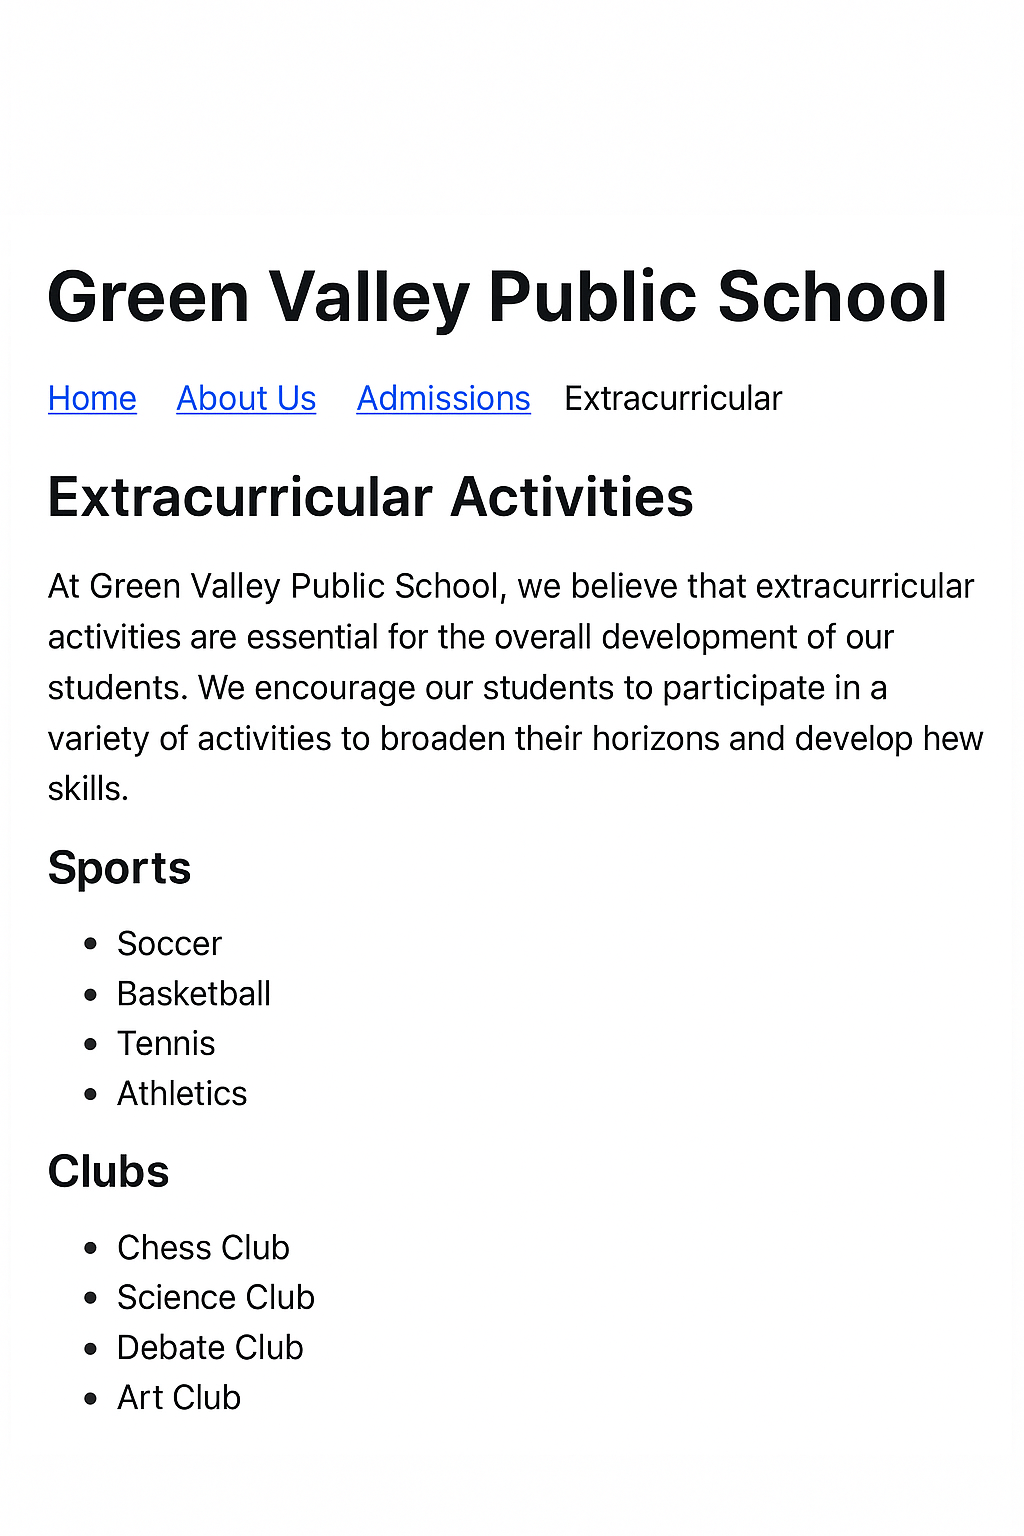 Green Valley Public School
Home About Us Admissions Extracurricular
Extracurricular Activities
At Green Valley Public School, we believe that extracurricular
activities are essential for the overall development of our
students. We encourage our students to participate in a
variety of activities to broaden their horizons and develop hew
skills.
Sports
• Soccer
• Basketball
• Tennis
• Athletics
Clubs
• Chess Club
• Science Club
• Debate Club
• Art Club